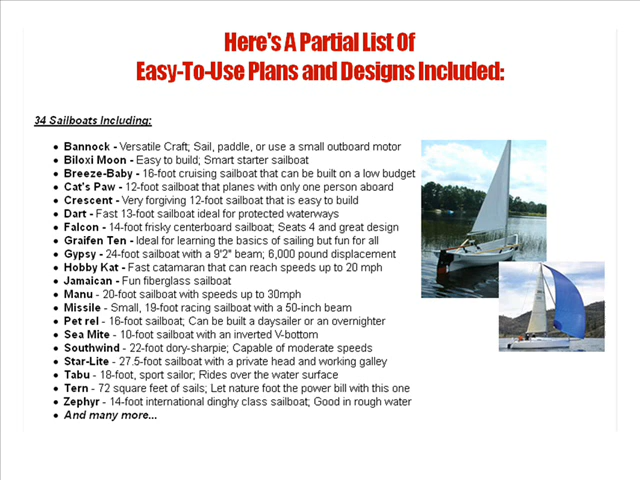 Here's A Partial List Of
Easy-To-Use Plans and Designs Included:
34 Sailboats Including:
Bannock - Versatile Craft; Sail, paddle, or use a small outboard motor
Biloxi Moon - Easy to build; Smart starter sailboat
Breeze-Baby - 16-foot cruising sailboat that can be built on a low budget
Cat's Paw - 12-foot sailboat that planes with only one person aboard
Crescent - Very forgiving 12-foot sailboat that is easy to build
Dart - Fast 13-foot sailboat ideal for protected waterways
Falcon - 14-foot frisky centerboard sailboat; Seats 4 and great design
Graifen Ten - Ideal for learning the basics of sailing but fun for all
Gypsy - 24-foot sailboat with a 9'2" beam; 6,000 pound displacement
Hobby Kat - Fast catamaran that can reach speeds up to 20 mph
Jamaican - Fun fiberglass sailboat
Manu - 20-foot sailboat with speeds up to 30mph
Missile - Small, 19-foot racing sailboat with a 50-inch beam
Pet rel - 16-foot sailboat; Can be built a daysailer or an overnighter
Sea Mite - 10-foot sailboat with an inverted V-bottom
Southwind - 22-foot dory-sharpie; Capable of moderate speeds
Star-Lite - 27.5-foot sailboat with a private head and working galley
Tabu - 18-foot, sport sailor; Rides over the water surface
Tern - 72 square feet of sails; Let nature foot the power bill with this one
Zephyr - 14-foot international dinghy class sailboat; Good in rough water
And many more...